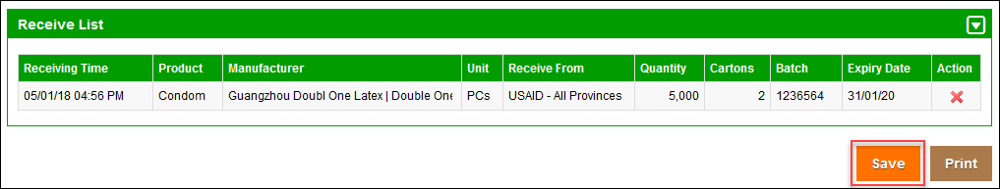 Receive List
Receiving Time Product Manufacturer Unit Receive From Quantity Cartons Batch Expiry Date Action
05/01/18 04:56 PM Condom Guangzhou Doubl One Latex | Double One PCs USAID - All Provinces 5,000 2 1236564 31/01/20
Save Print